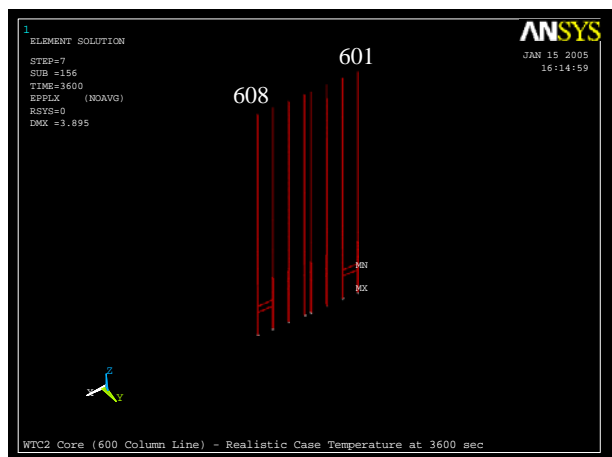 1
ELEMENT SOLUTION
STEP=7
SUB =156
TIME=3600
EPPLX (NOAVG)
RSYS=0
DMX =3.895
ANSYS
JAN 15 2005
16:14:59
601
608
MN
MX
Z
X
Y
WTC2 Core (600 Column Line) - Realistic Case Temperature at 3600 sec